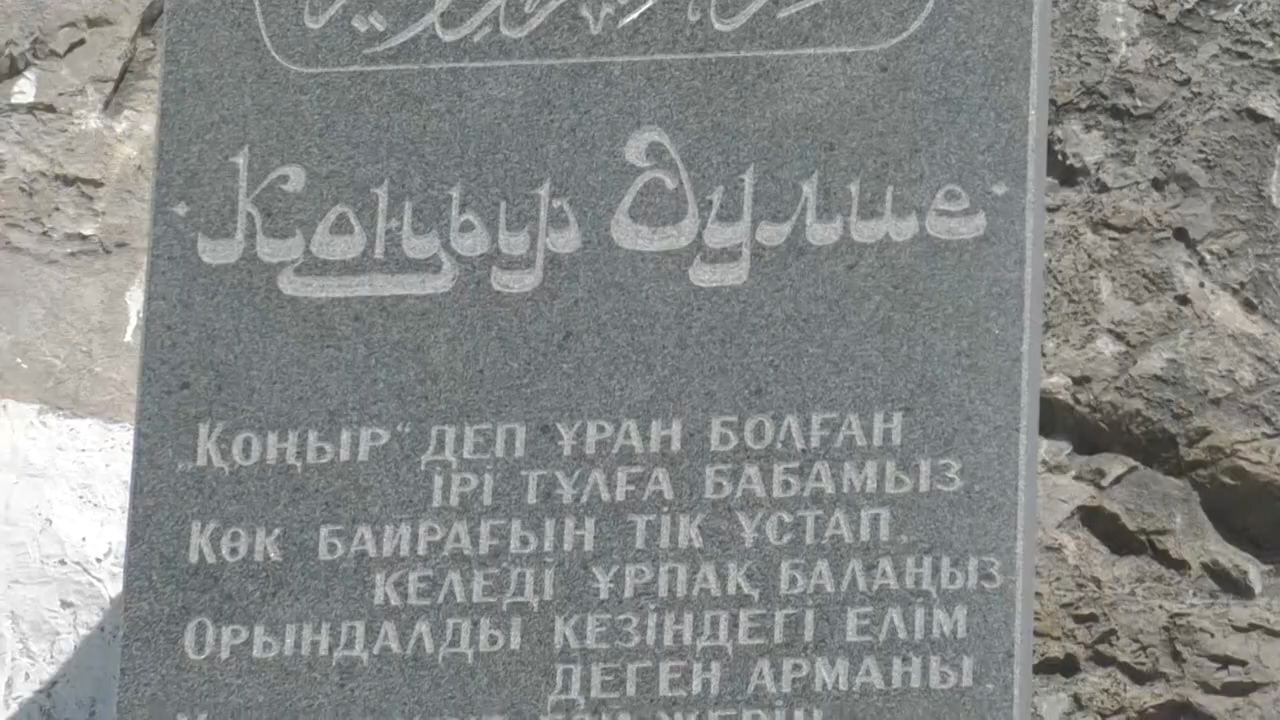 Қоңыр Әулие
„Қоңыр“ ДЕП ҰРАН БОЛҒАН
ІРІ ТҰЛҒА БАБАМЫЗ
КӨК БАЙРАҒЫН ТІК ҰСТАП,
КЕЛЕДІ ҰРПАҚ БАЛАҢЫЗ
ОРЫНДАЛДЫ КЕЗІНДЕГІ ЕЛІМ
ДЕГЕН АРМАНЫ.